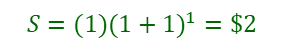 S = (1)(1 + 1)¹ = $2